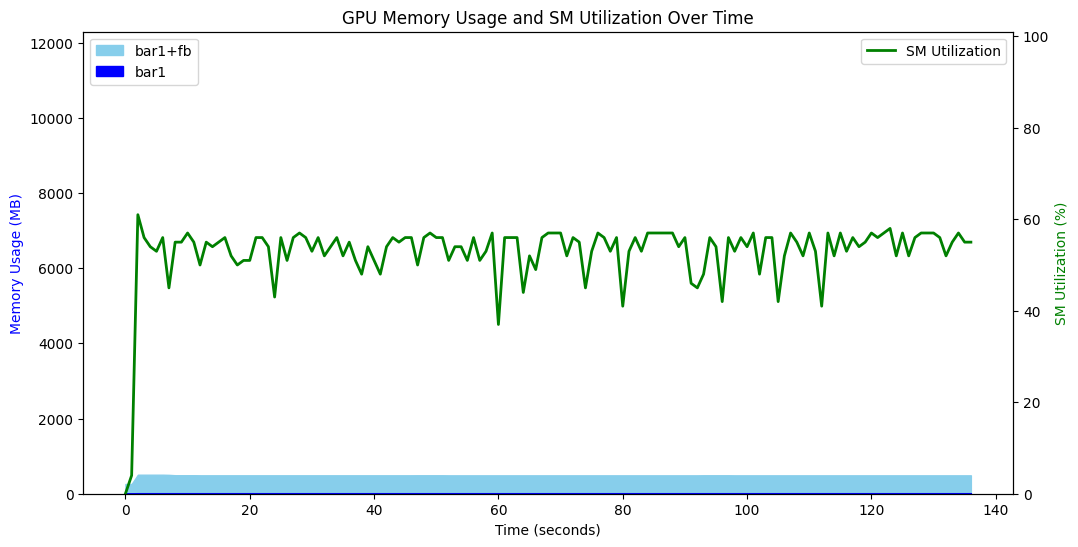 GPU Memory Usage and SM Utilization Over Time
bar1+fb
bar1
SM Utilization
Memory Usage (MB)
12000
10000
8000
6000
4000
2000
0
100
80
60
40
20
0
SM Utilization (%)
0 20 40 60 80 100 120 140
Time (seconds)